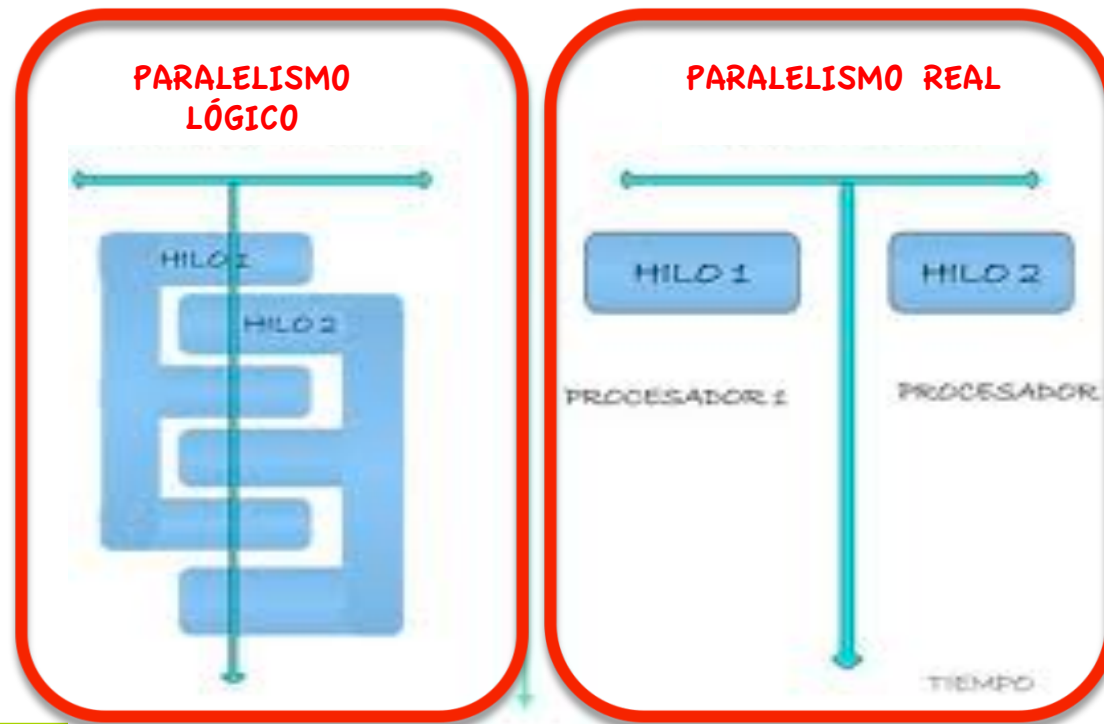 PARALELISMO
LÓGICO
HILO 1
HILO 2
PARALELISMO REAL
HILO 1
HILO 2
PROCESADOR 1
PROCESADOR
TIEMPO